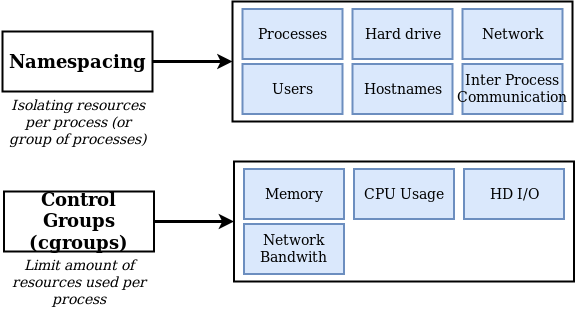 Namespacing
Isolating resources
per process (or
group of processes)
Processes
Hard drive
Network
Users
Hostnames
Inter Process
Communication
Control
Groups
(cgroups)
Limit amount of
resources used per
process
Memory
CPU Usage
HD I/O
Network
Bandwith